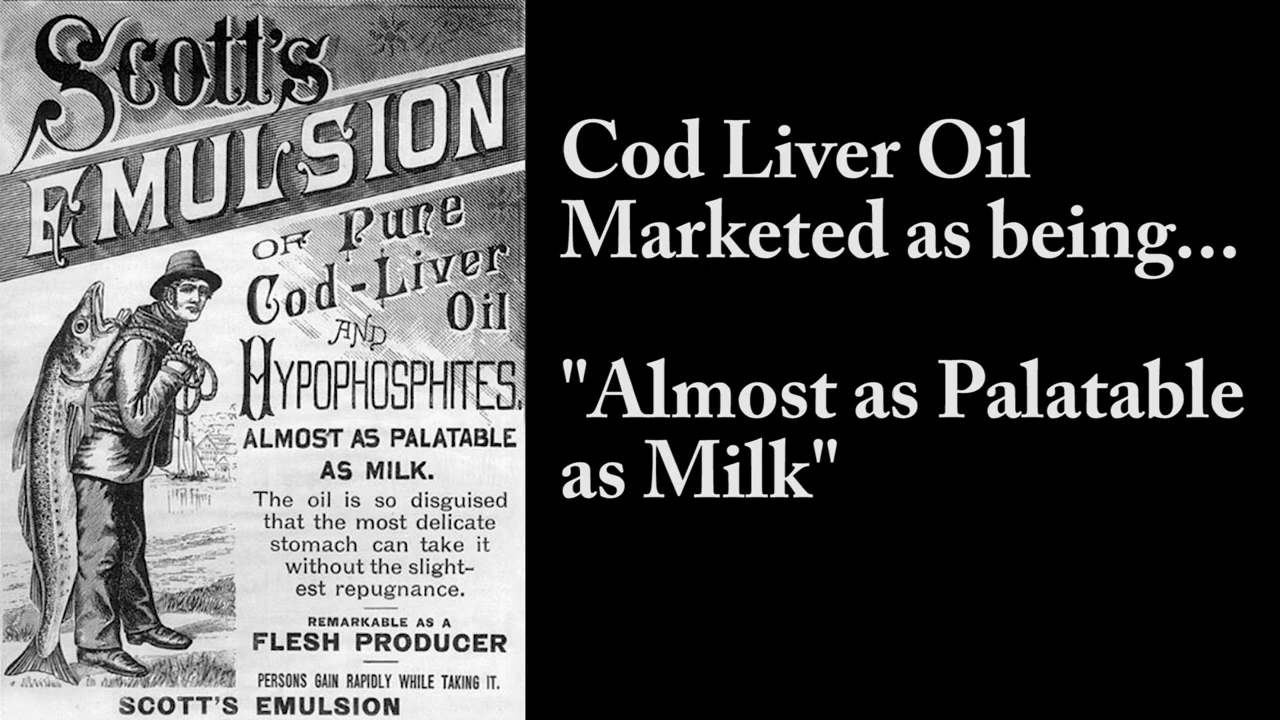 Scott's
EMULSION
OF Pure
Cod-Liver
Oil
AND
HYPOPHOSPHITES.
ALMOST AS PALATABLE
AS MILK.
The oil is so disguised
that the most delicate
stomach can take it
without the slight-
est repugnance.
REMARKABLE AS A
FLESH PRODUCER
PERSONS GAIN RAPIDLY WHILE TAKING IT.
SCOTT'S EMULSION
Cod Liver Oil
Marketed as being...
"Almost as Palatable
as Milk"